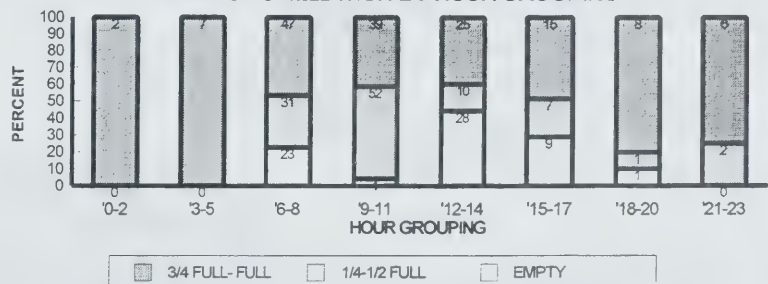 HOUR GROUPING
PERCENT
100
90
80
70
60
50
40
30
20
10
0
2 7 47 39 25 15 8 6
31 52 10 7 1 2
23 28 9 1
0 0 0
'0-2 '3-5 '6-8 '9-11 '12-14 '15-17 '18-20 '21-23
HOUR GROUPING
3/4 FULL- FULL 1/4-1/2 FULL EMPTY